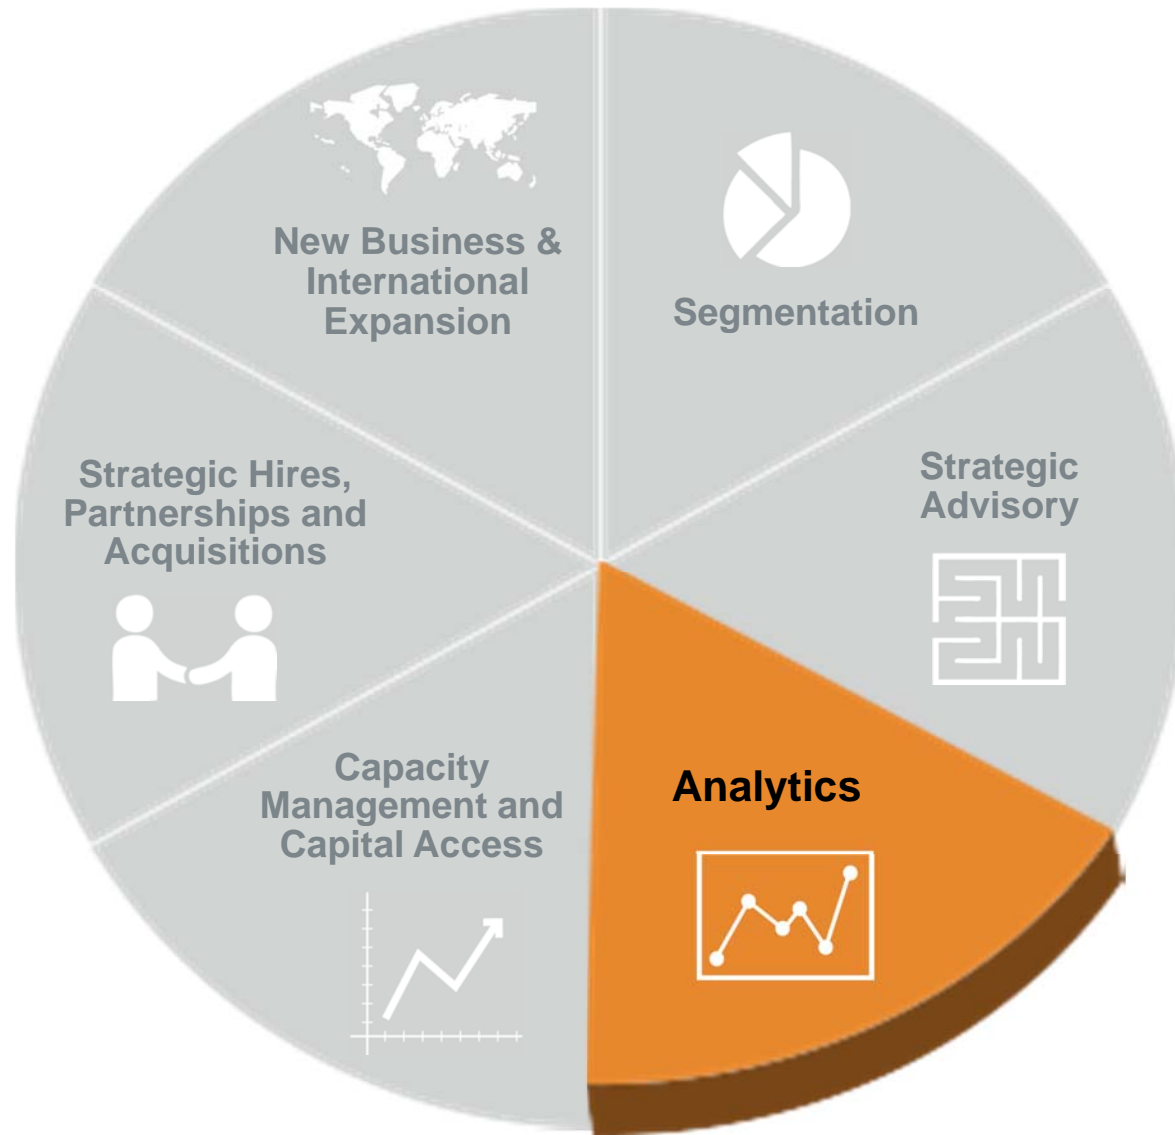 New Business &
International
Expansion
Segmentation
Strategic Hires,
Partnerships and
Acquisitions
Strategic
Advisory
Capacity
Management and
Capital Access
Analytics